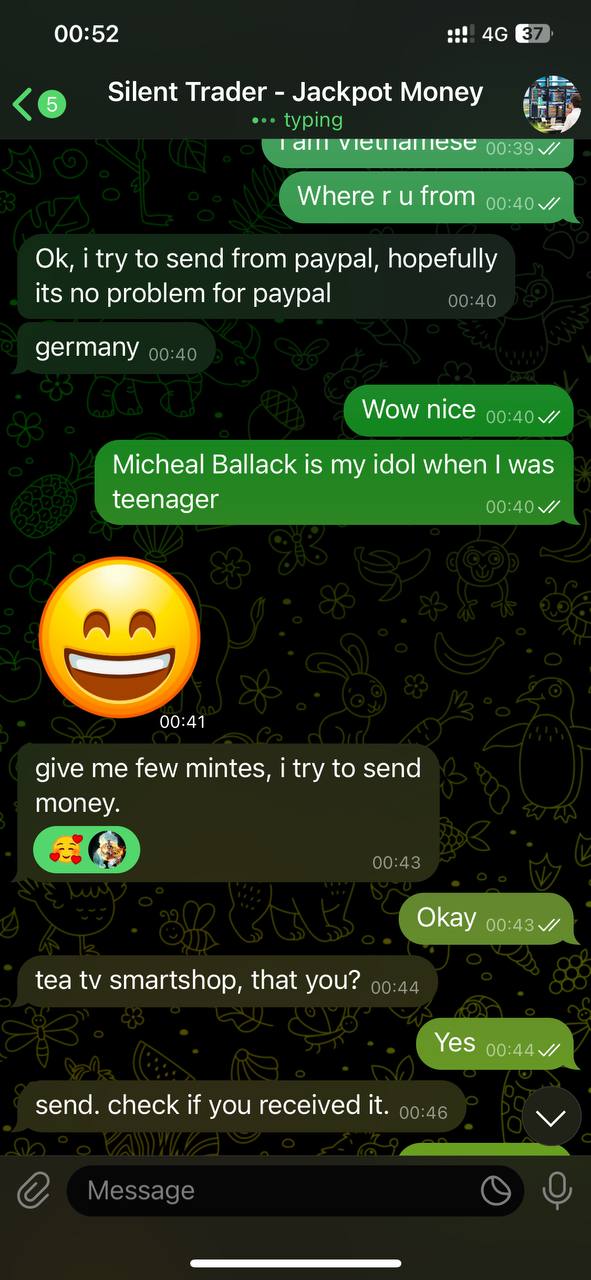 00:52
4G 37
5
Silent Trader - Jackpot Money
typing
I am Vietnamese 00:39
Where r u from 00:40
Ok, i try to send from paypal, hopefully
its no problem for paypal
00:40
germany 00:40
Wow nice 00:40
Micheal Ballack is my idol when I was
teenager
00:40
00:41
give me few mintes, i try to send
money.
00:43
Okay 00:43
tea tv smartshop, that you? 00:44
Yes 00:44
send. check if you received it. 00:46
Message